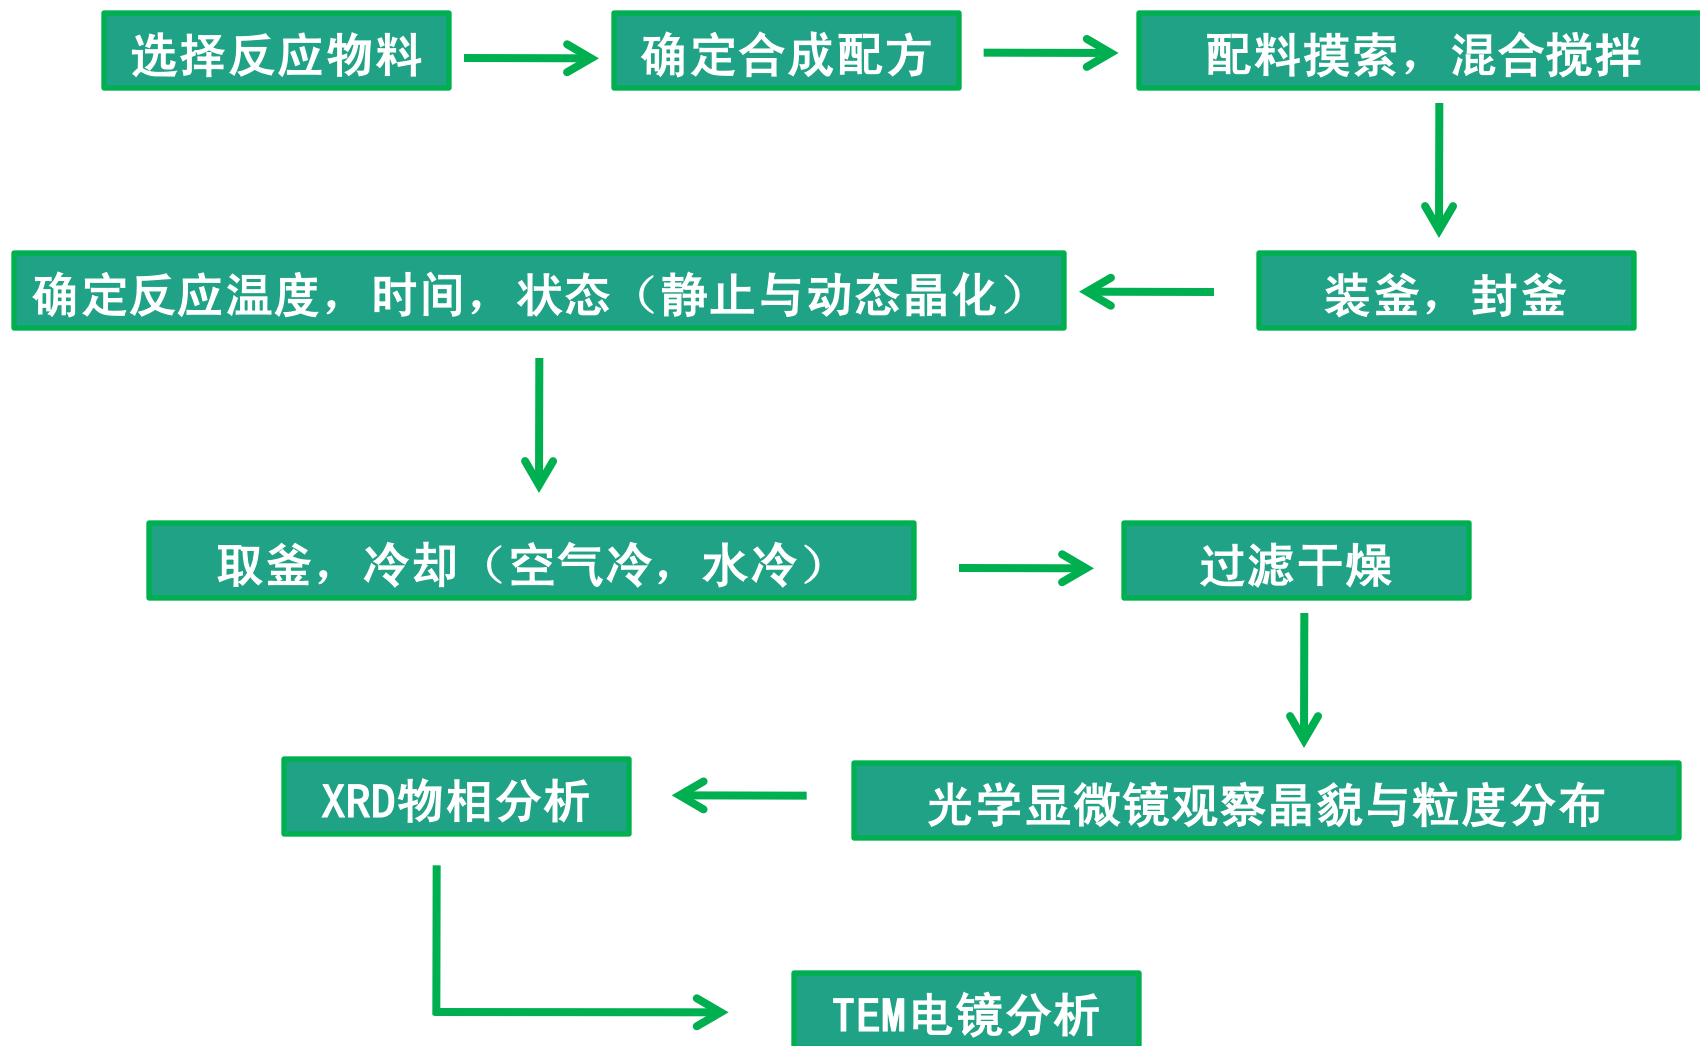 选择反应物料
确定合成配方
配料摸索，混合搅拌
装釜，封釜
确定反应温度，时间，状态（静止与动态晶化）
取釜，冷却（空气冷，水冷）
过滤干燥
光学显微镜观察晶貌与粒度分布
XRD物相分析
TEM电镜分析